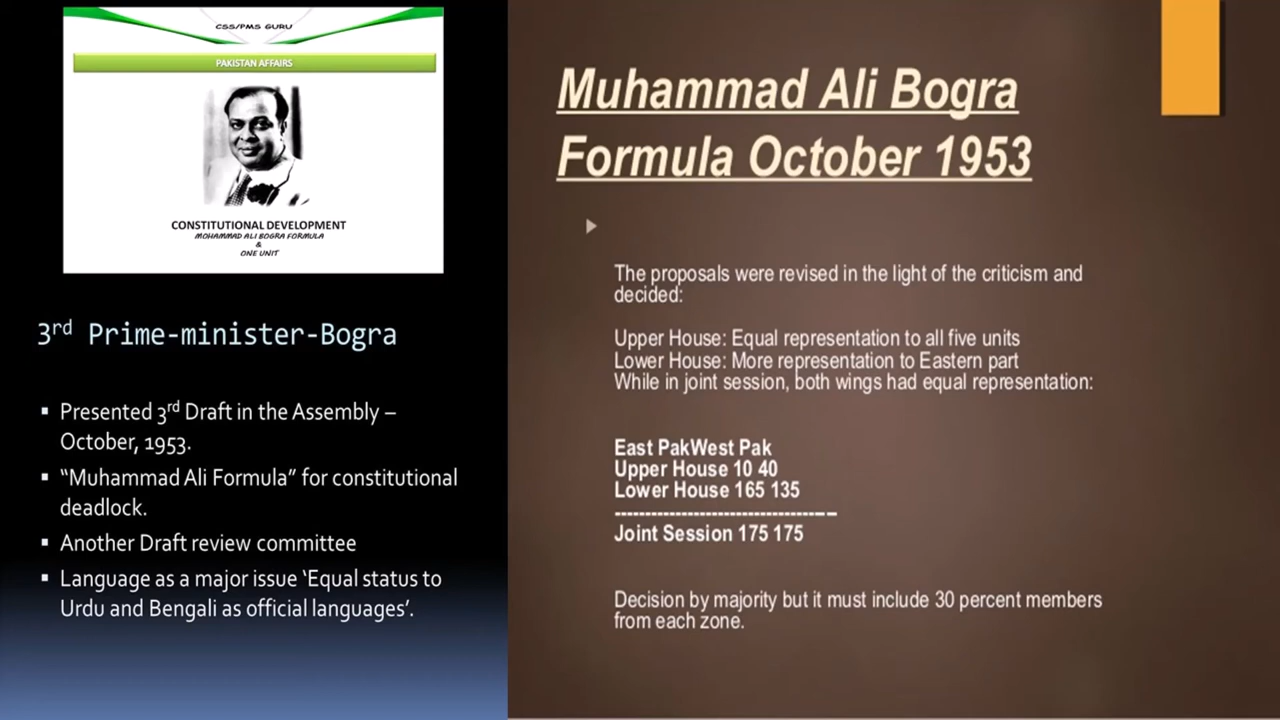 CSS/PMS GURU
PAKISTAN AFFAIRS
CONSTITUTIONAL DEVELOPMENT
MOHAMMAD ALI BOGRA FORMULA
&
ONE UNIT
3rd Prime-minister-Bogra
▪ Presented 3rd Draft in the Assembly –
October, 1953.
▪ “Muhammad Ali Formula” for constitutional
deadlock.
▪ Another Draft review committee
▪ Language as a major issue ‘Equal status to
Urdu and Bengali as official languages’.
Muhammad Ali Bogra
Formula October 1953
The proposals were revised in the light of the criticism and
decided:
Upper House: Equal representation to all five units
Lower House: More representation to Eastern part
While in joint session, both wings had equal representation:
East PakWest Pak
Upper House 10 40
Lower House 165 135
-----------------------------------
Joint Session 175 175
Decision by majority but it must include 30 percent members
from each zone.